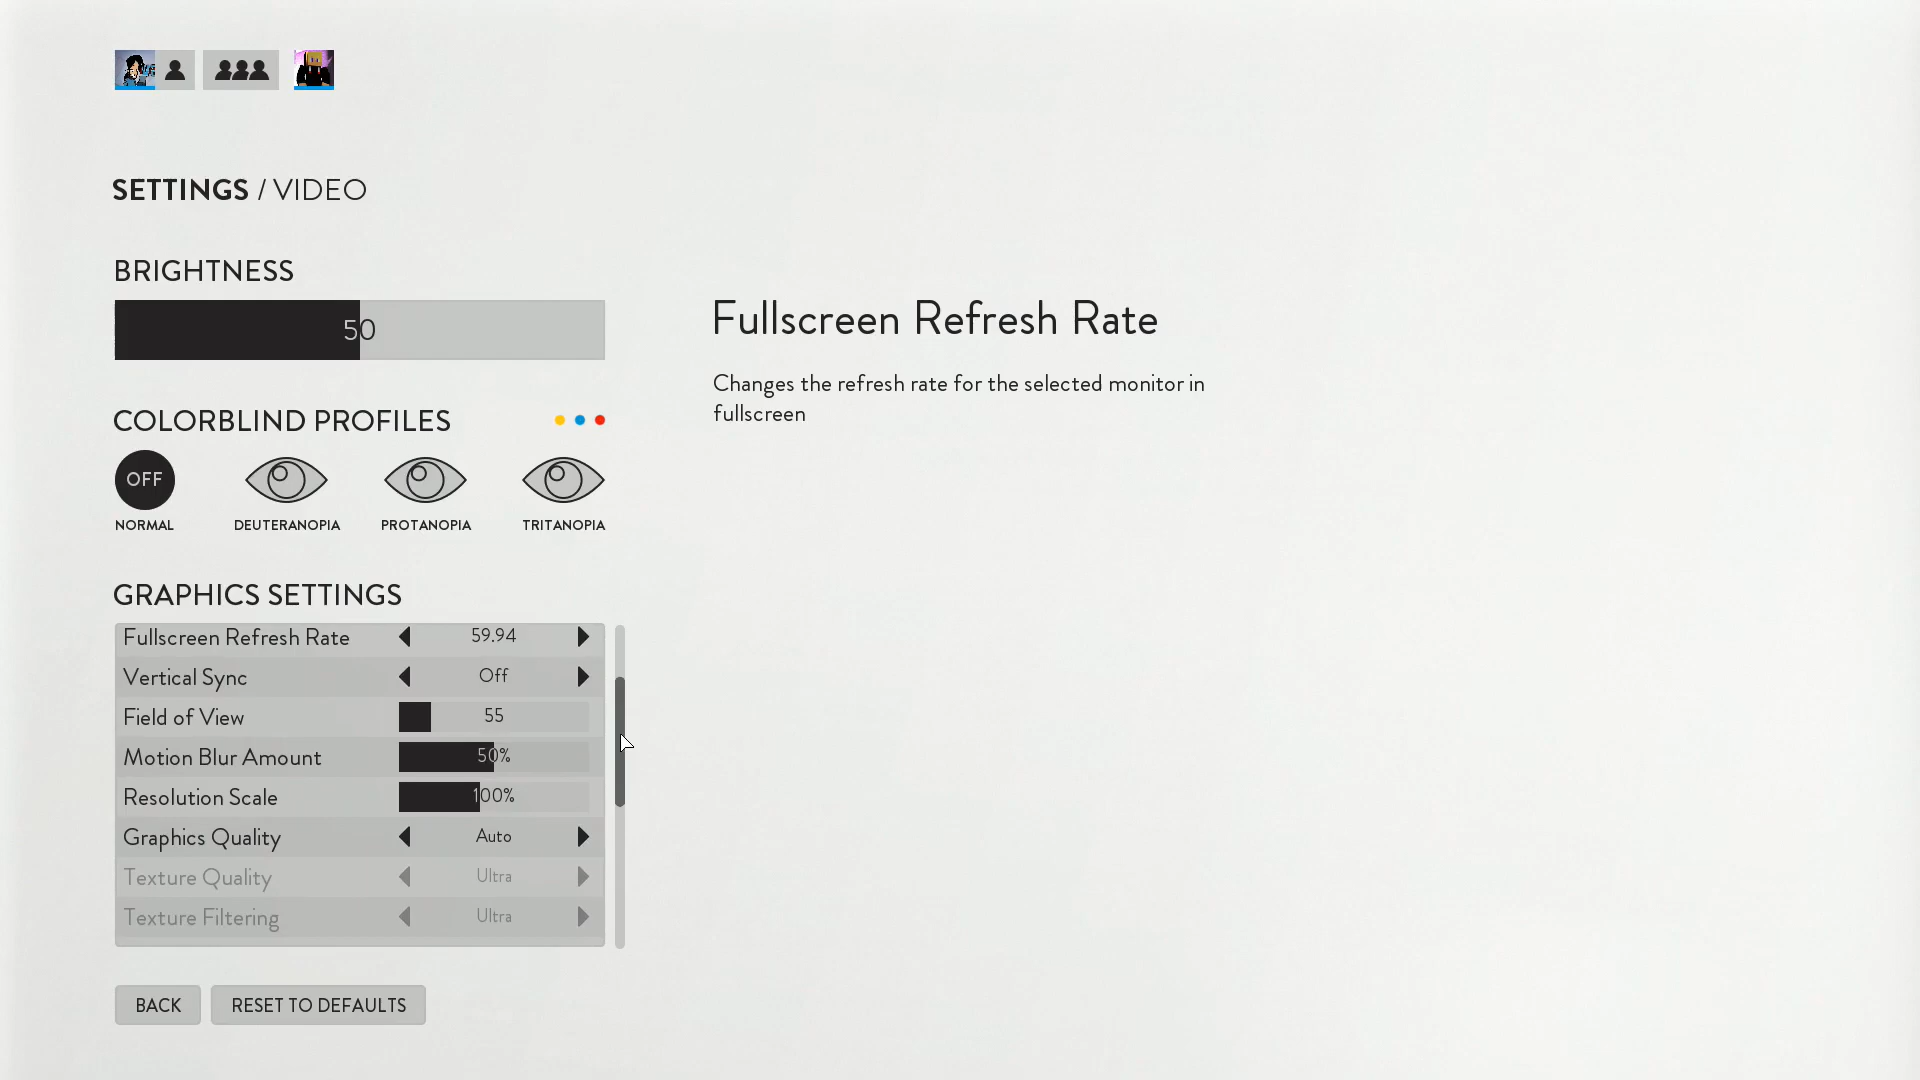 SETTINGS / VIDEO
BRIGHTNESS
50
COLORBLIND PROFILES
OFF
NORMAL DEUTERANOPIA PROTANOPIA TRITANOPIA
Fullscreen Refresh Rate
Changes the refresh rate for the selected monitor in
fullscreen
GRAPHICS SETTINGS
Fullscreen Refresh Rate 59.94
Vertical Sync Off
Field of View 55
Motion Blur Amount 50%
Resolution Scale 100%
Graphics Quality Auto
Texture Quality Ultra
Texture Filtering Ultra
BACK RESET TO DEFAULTS